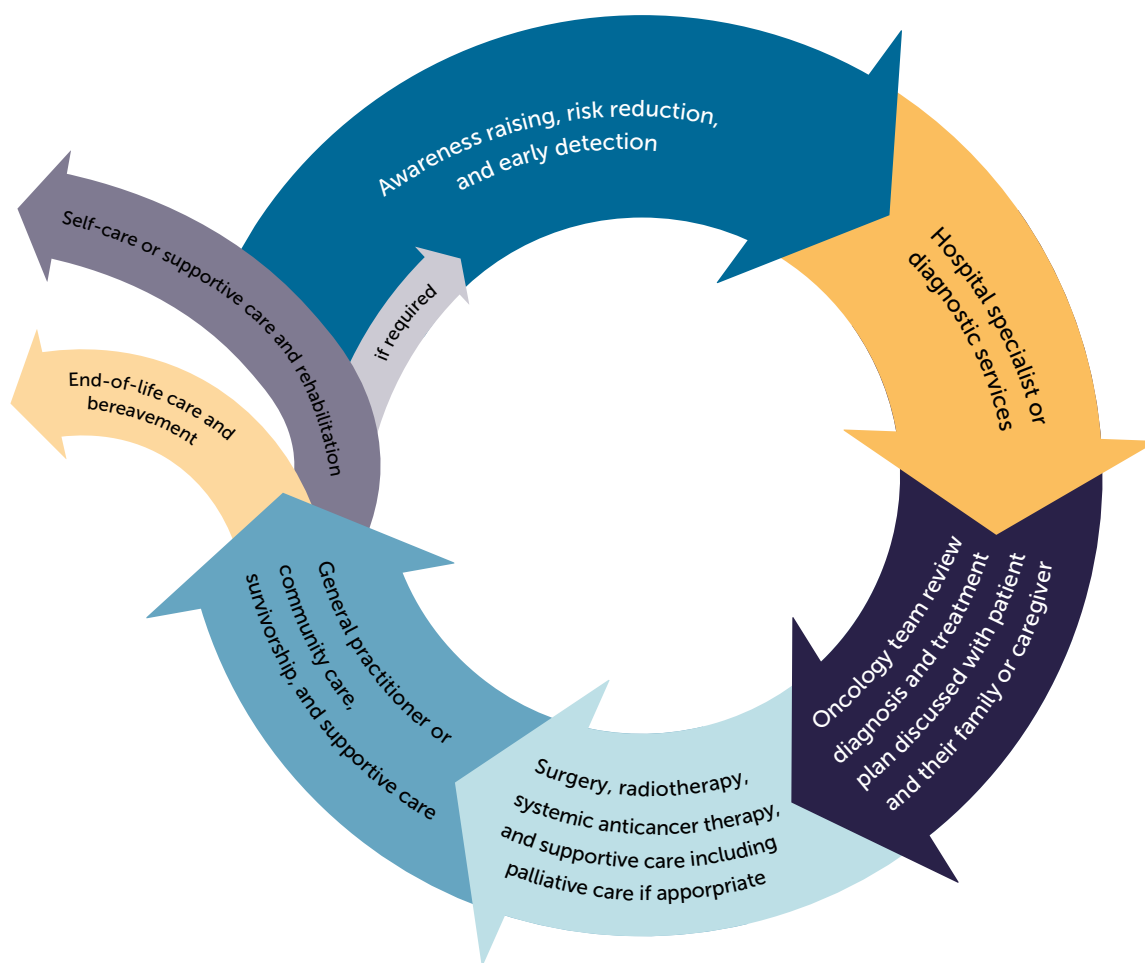 Awareness raising, risk reduction,
and early detection
Hospital specialist or
diagnostic services
Oncology team review
diagnosis and treatment
plan discussed with patient
and their family or caregiver
Surgery, radiotherapy,
systemic anticancer therapy,
and supportive care including
palliative care if apporpriate
General practitioner or
community care,
survivorship, and supportive care
End-of-life care and
bereavement
Self-care or supportive care and rehabilitation
if required